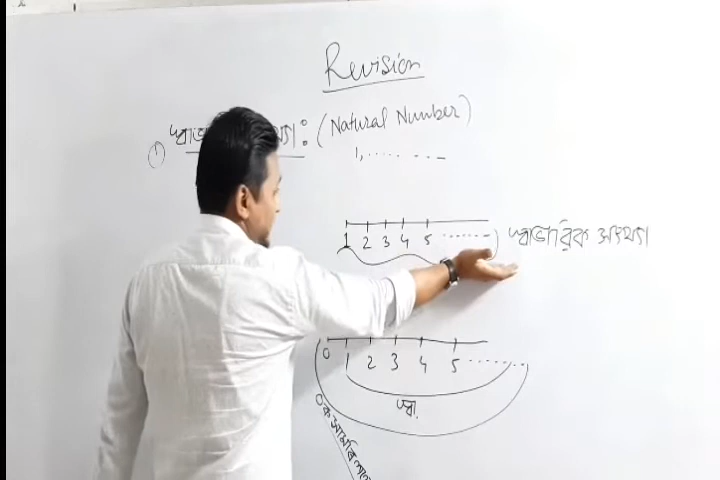 Revision
① স্বাভা : (Natural Number)
1, ..... .. --
1 2 3 4 5 ....... স্বাভাবিক সংখ্যা
0 1 2 3 4 5 .......
স্বা.